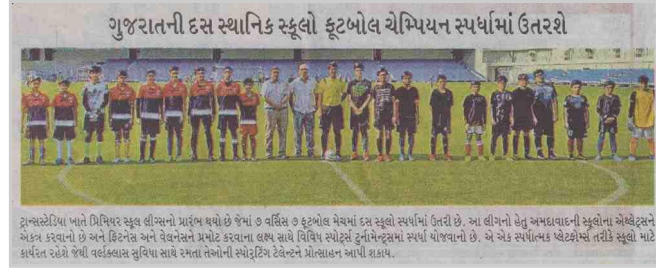 ગુજરાતની દસ સ્થાનિક સ્કૂલો ફૂટબોલ ચેમ્પિયન સ્પર્ધામાં ઉતરશે
ટ્રાન્સસ્ટેડિયા ખાતે પ્રિમિયર સ્કૂલ લીગ્સનો પ્રારંભ થયો છે જેમાં ૭ વર્સિસ ૭ ફૂટબોલ મેચમાં દસ સ્કૂલો સ્પર્ધામાં ઉતરી છે. આ લીગનો હેતુ અમદાવાદની સ્કૂલોના એથ્લેટ્સને
એકત્ર કરવાનો છે અને ફિટનેસ અને વેલનેસને પ્રમોટ કરવાના લક્ષ્ય સાથે વિવિધ સ્પોર્ટ્સ ટુર્નામેન્ટ્સમાં સ્પર્ધા યોજવાનો છે. એ એક સ્પર્ધાત્મક પ્લેટફોર્મ્સ તરીકે સ્કૂલો માટે
કાર્યરત રહેશે જેથી વર્લ્ડક્લાસ સુવિધા સાથે રમતા તેઓની સ્પોર્ટિંગ ટેલેન્ટને પ્રોત્સાહન આપી શકાય.